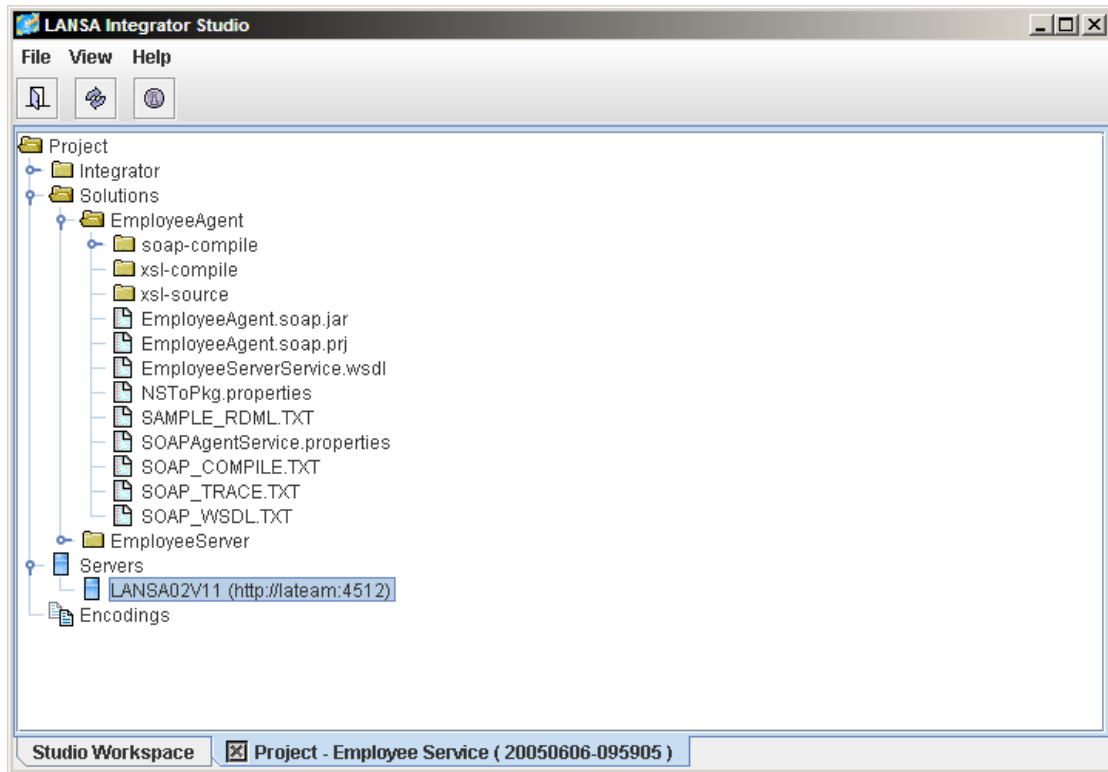 LANSA Integrator Studio
File View Help
Project
Integrator
Solutions
EmployeeAgent
soap-compile
xsl-compile
xsl-source
EmployeeAgent.soap.jar
EmployeeAgent.soap.prj
EmployeeServerService.wsdl
NSToPkg.properties
SAMPLE_RDML.TXT
SOAPAgentService.properties
SOAP_COMPILE.TXT
SOAP_TRACE.TXT
SOAP_WSDL.TXT
EmployeeServer
Servers
LANSA02V11 (http://lateam:4512)
Encodings
Studio Workspace Project - Employee Service ( 20050606-095905 )